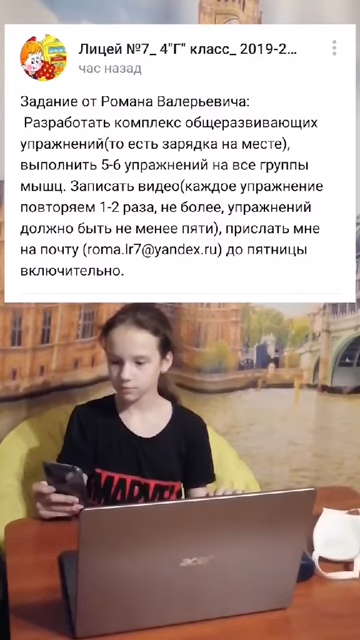 Лицей №7_ 4"Г" класс_ 2019-2...
час назад
Задание от Романа Валерьевича:
Разработать комплекс общеразвивающих
упражнений(то есть зарядка на месте),
выполнить 5-6 упражнений на все группы
мышц. Записать видео(каждое упражнение
повторяем 1-2 раза, не более, упражнений
должно быть не менее пяти), прислать мне
на почту (roma.lr7@yandex.ru) до пятницы
включительно.
MARVEL
acer